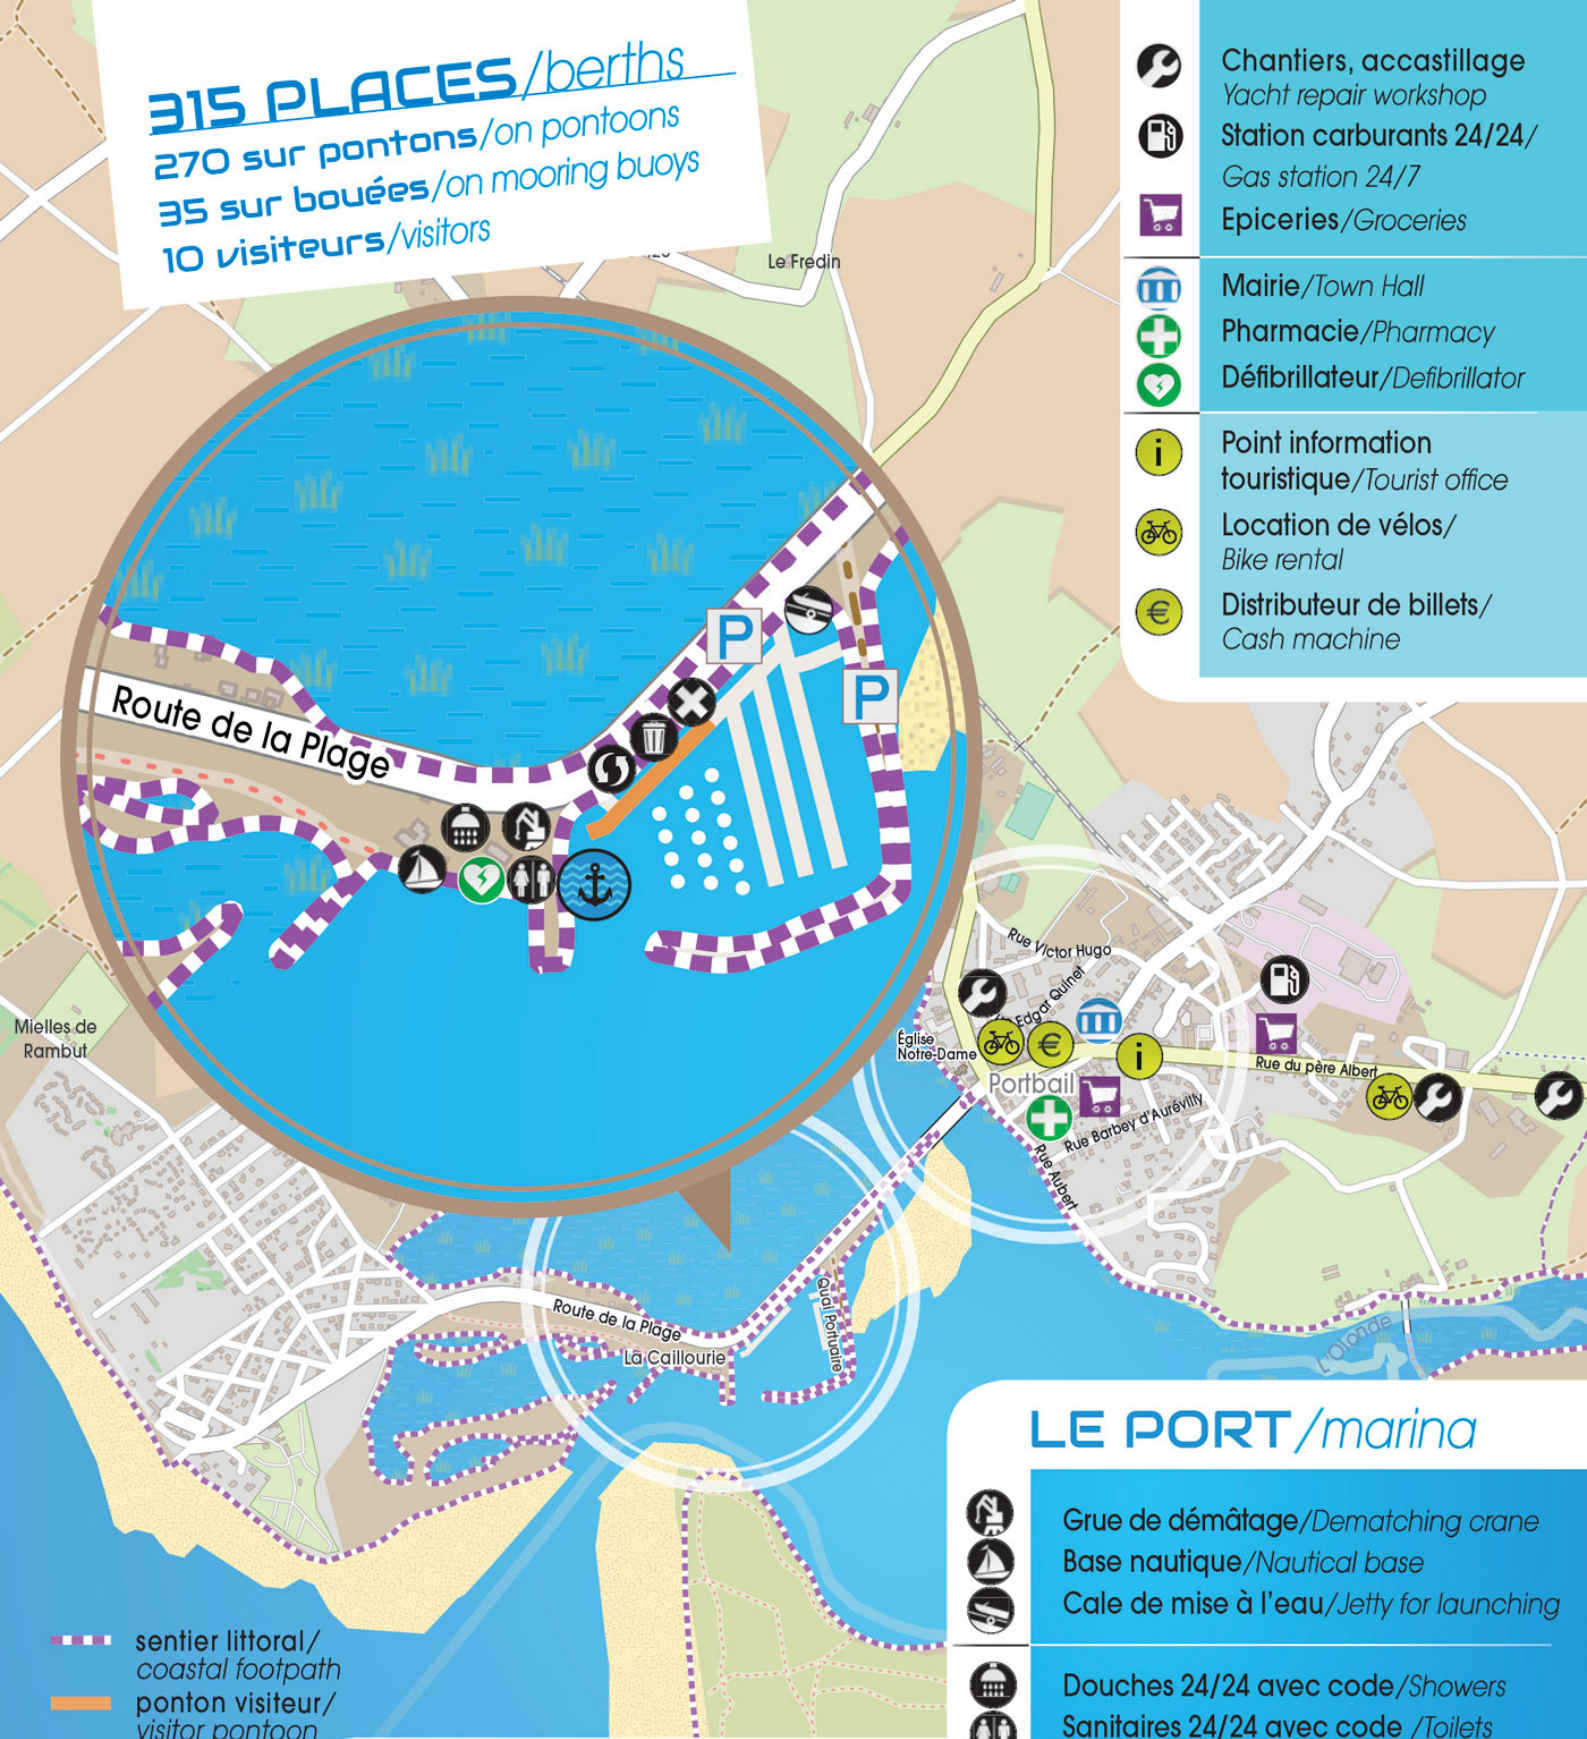 315 PLACES/berths
270 sur pontons/on pontoons
35 sur bouées/on mooring buoys
10 visiteurs/visitors
Chantiers, accastillage
Yacht repair workshop
Station carburants 24/24/
Gas station 24/7
Epiceries/Groceries
Mairie/Town Hall
Pharmacie/Pharmacy
Défibrillateur/Defibrillator
i
Point information
touristique/Tourist office
Location de vélos/
Bike rental
€
Distributeur de billets/
Cash machine
Le Fredin
P
P
Route de la Plage
Mielles de
Rambut
Rue Victor Hugo
Edgar Quinet
Église
Notre-Dame
€
i
Portbail
Rue du père Albert
Rue Barbey d'Aurévilly
Rue Aubert
Route de la Plage
La Caillourie
Quai Portuaire
L'Olonde
LE PORT/marina
Grue de démâtage/Dematching crane
Base nautique/Nautical base
Cale de mise à l'eau/Jetty for launching
Douches 24/24 avec code/Showers
Sanitaires 24/24 avec code /Toilets
sentier littoral/
coastal footpath
ponton visiteur/
visitor pontoon